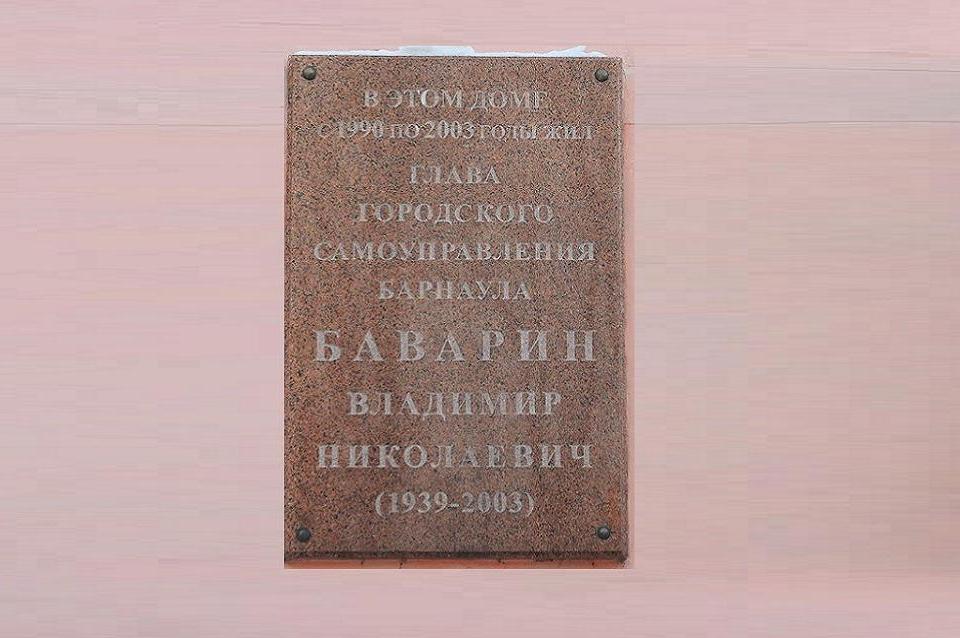 В ЭТОМ ДОМЕ
С 1990 ПО 2003 ГОДЫ ЖИЛ
ГЛАВА
ГОРОДСКОГО
САМОУПРАВЛЕНИЯ
БАРНАУЛА
БАВАРИН
ВЛАДИМИР
НИКОЛАЕВИЧ
(1939-2003)